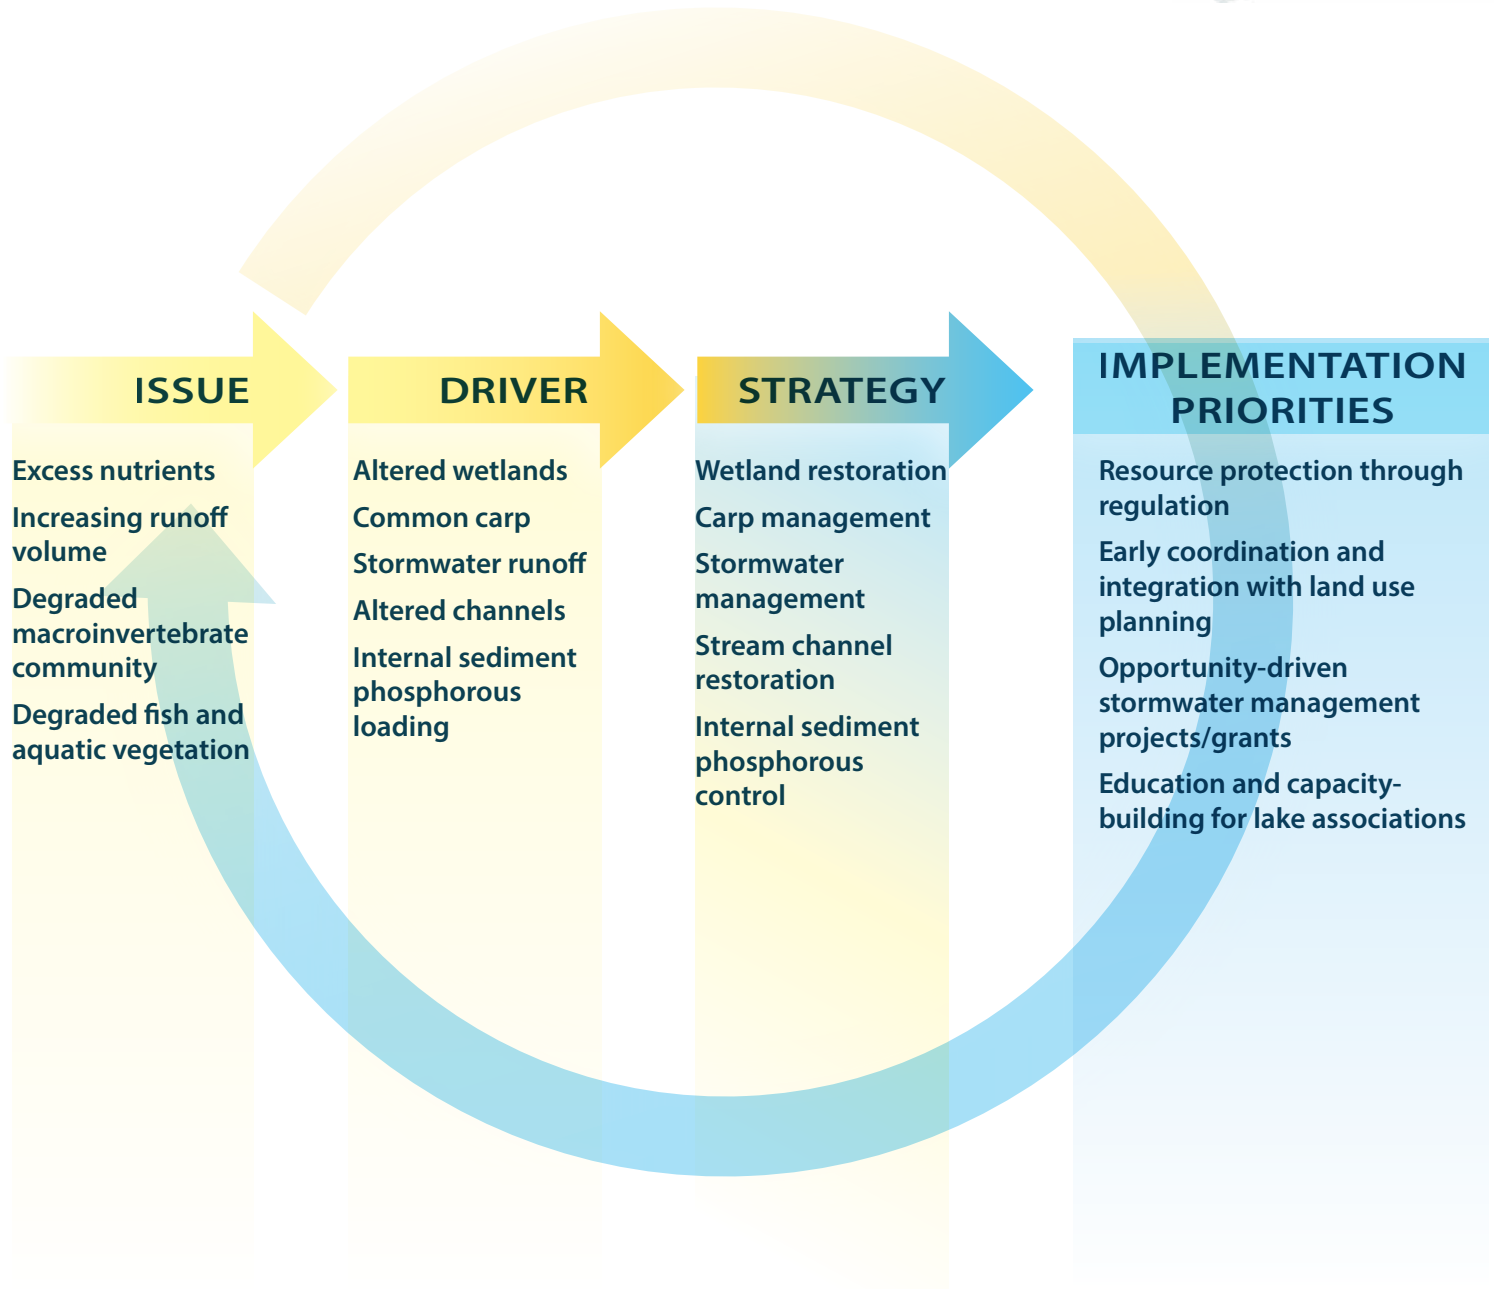 ISSUE
Excess nutrients
Increasing runoff
volume
Degraded
macroinvertebrate
community
Degraded fish and
aquatic vegetation
DRIVER
Altered wetlands
Common carp
Stormwater runoff
Altered channels
Internal sediment
phosphorous
loading
STRATEGY
Wetland restoration
Carp management
Stormwater
management
Stream channel
restoration
Internal sediment
phosphorous
control
IMPLEMENTATION
PRIORITIES
Resource protection through
regulation
Early coordination and
integration with land use
planning
Opportunity-driven
stormwater management
projects/grants
Education and capacity-
building for lake associations